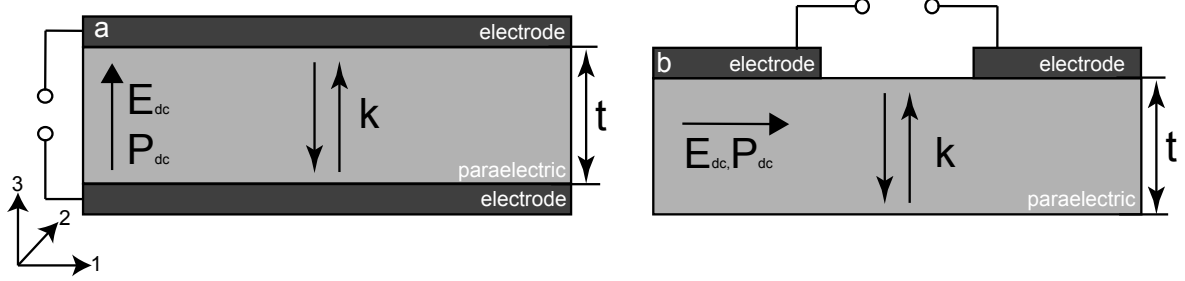 a
electrode
E dc
P dc
k
t
paraelectric
electrode
3
2
1
b
electrode
electrode
E dc, P dc
k
t
paraelectric